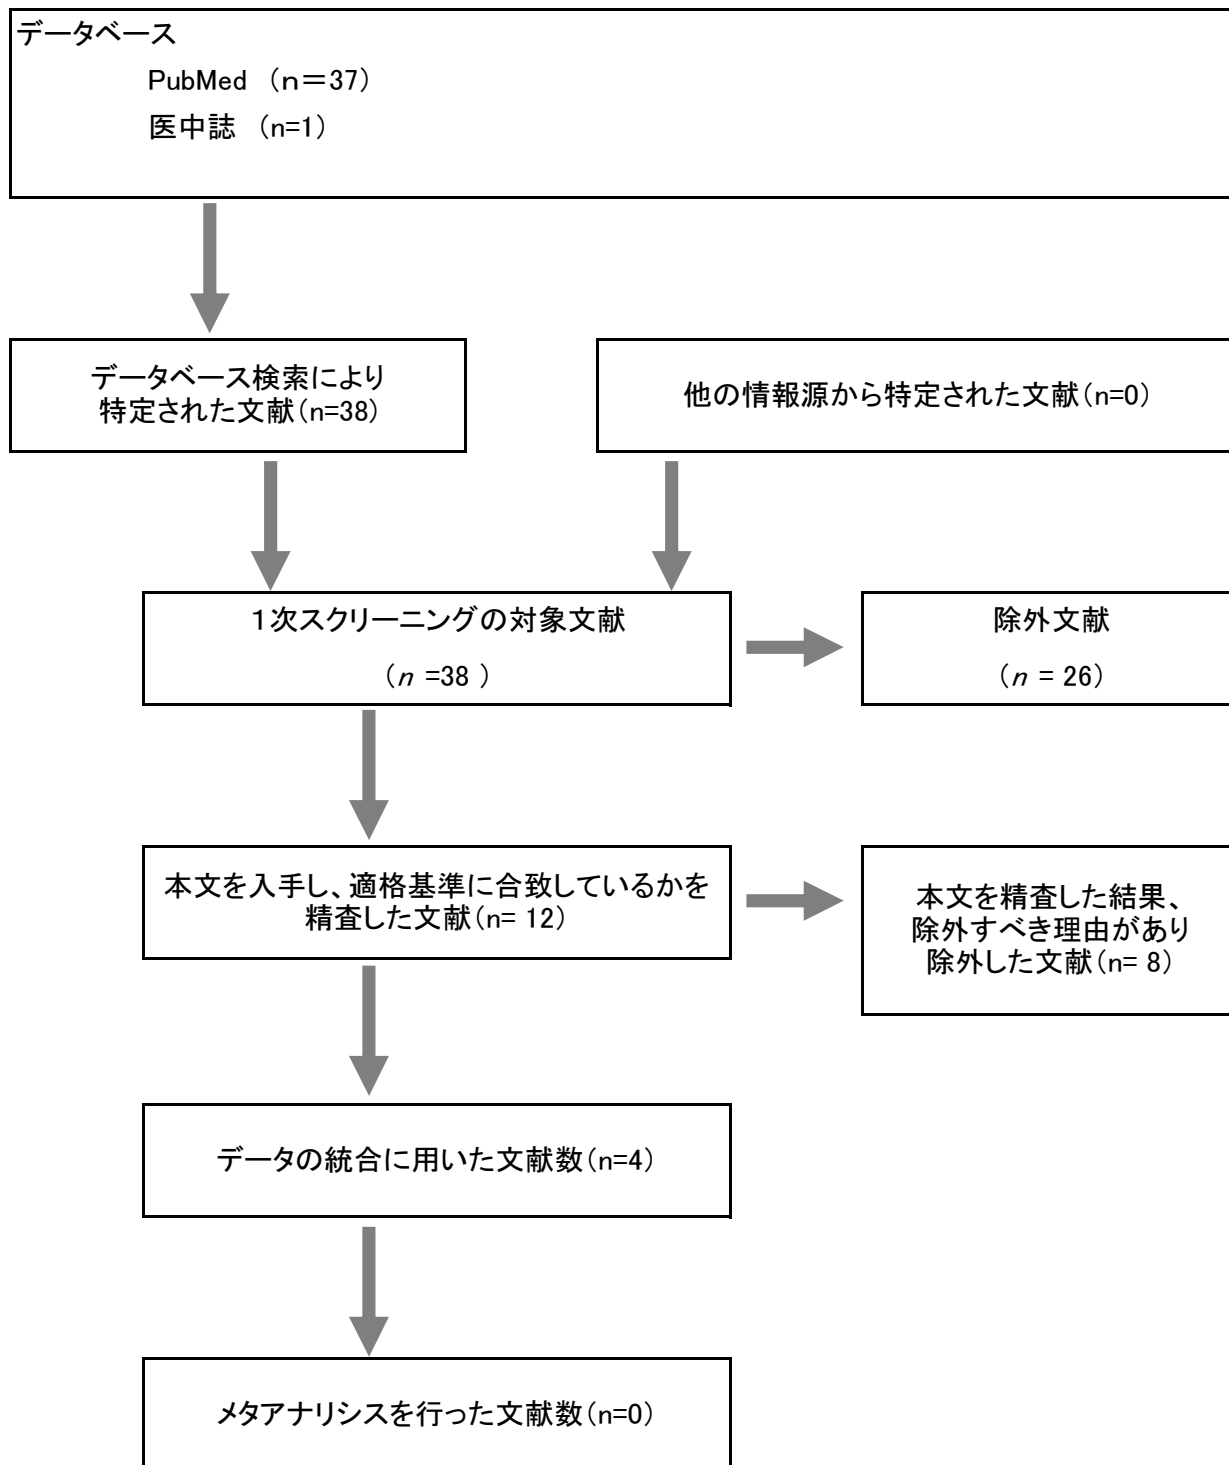 データベース
PubMed （ｎ＝37）
医中誌 （n=1）
データベース検索により
特定された文献（n=38）
他の情報源から特定された文献（n=0）
１次スクリーニングの対象文献
（n =38 ）
除外文献
（n = 26）
本文を入手し、適格基準に合致しているかを
精査した文献（n= 12）
本文を精査した結果、
除外すべき理由があり
除外した文献（n= 8）
データの統合に用いた文献数（n=4）
メタアナリシスを行った文献数（n=0）